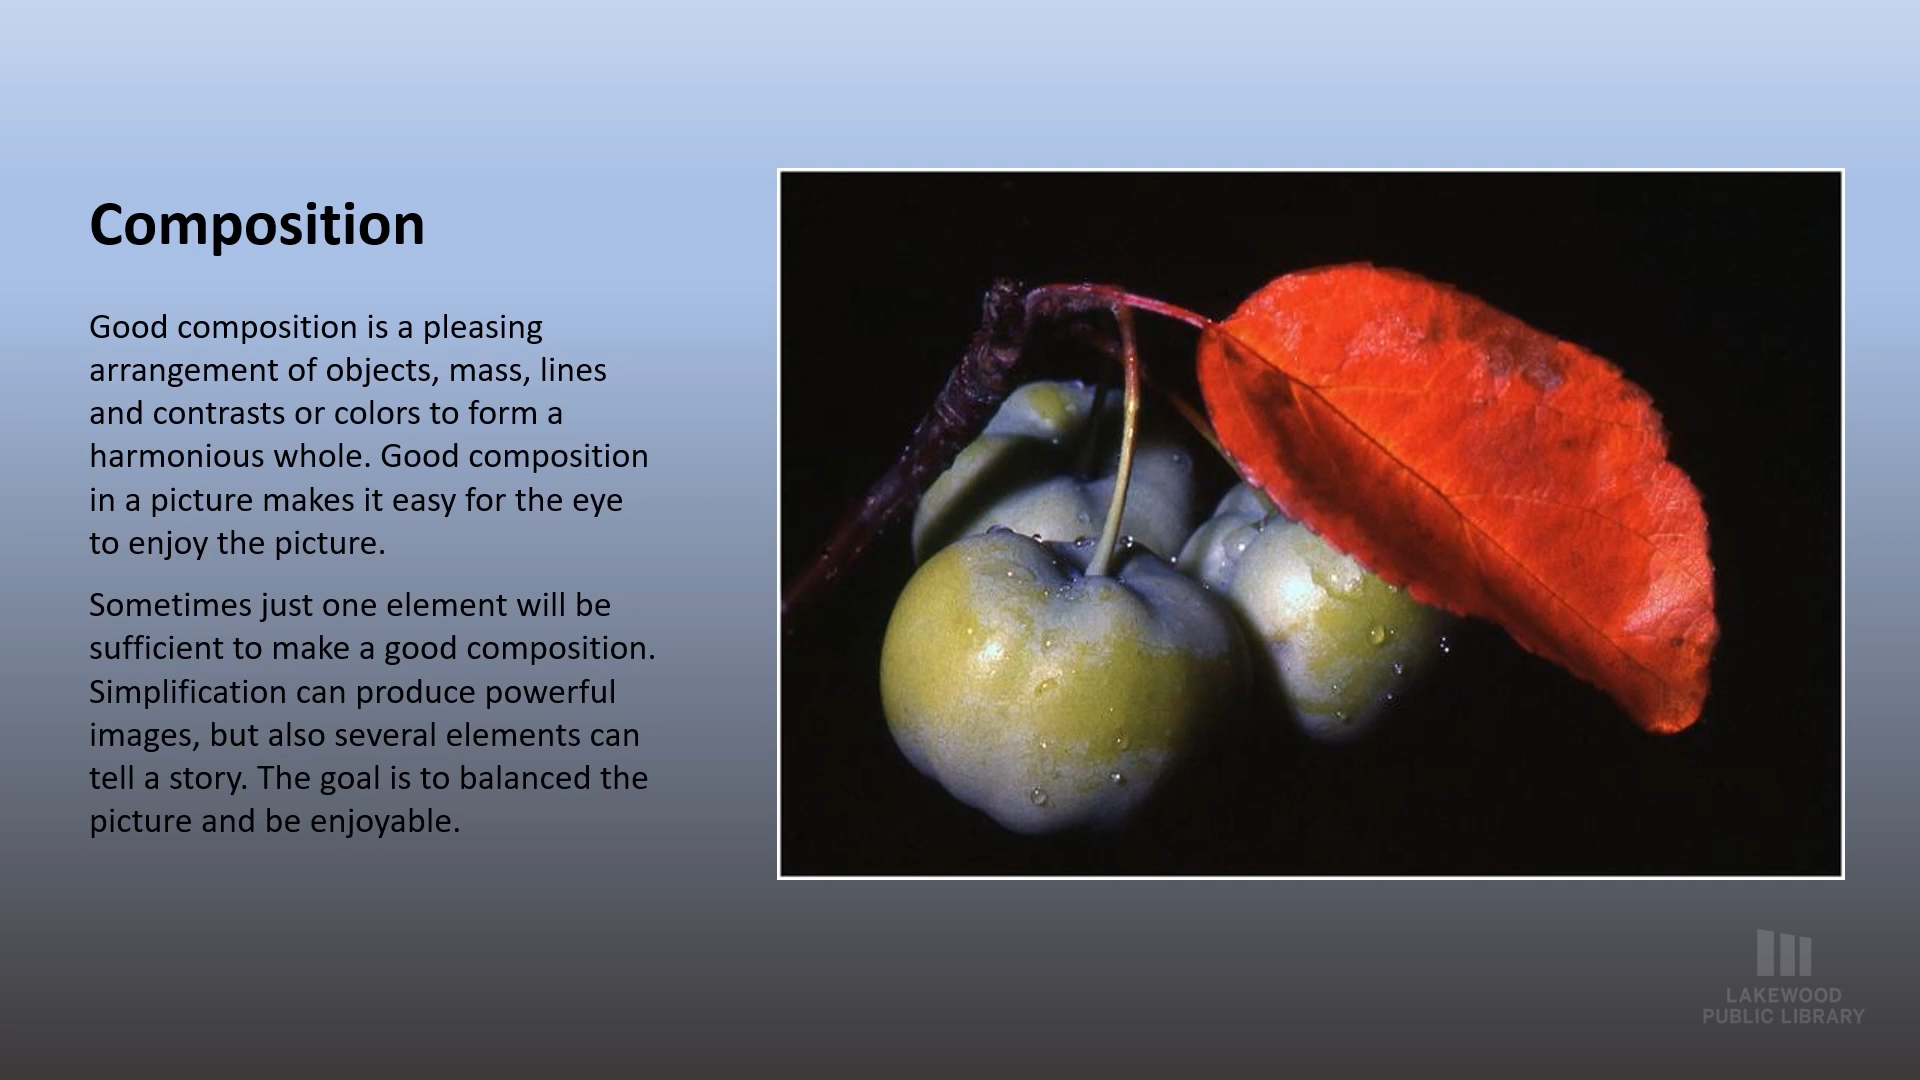 Composition
Good composition is a pleasing
arrangement of objects, mass, lines
and contrasts or colors to form a
harmonious whole. Good composition
in a picture makes it easy for the eye
to enjoy the picture.
Sometimes just one element will be
sufficient to make a good composition.
Simplification can produce powerful
images, but also several elements can
tell a story. The goal is to balanced the
picture and be enjoyable.
LAKEWOOD
PUBLIC LIBRARY